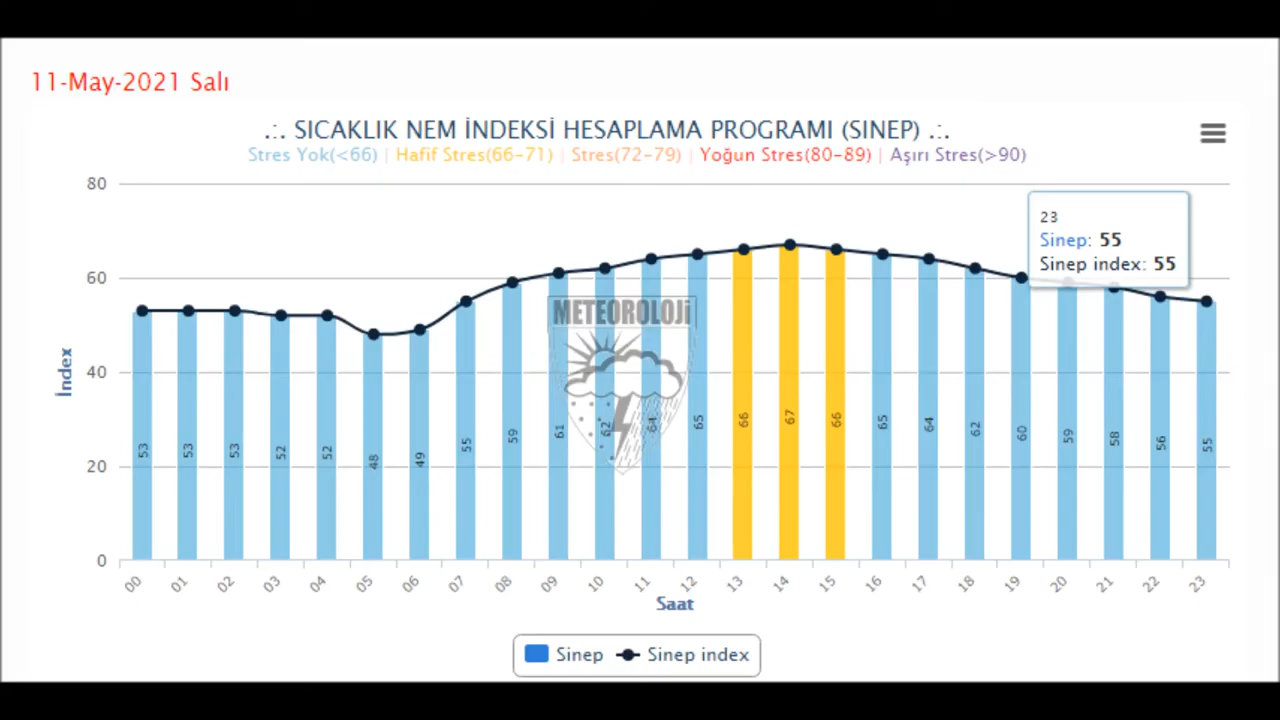 11-May-2021 Salı
.:. SICAKLIK NEM İNDEKSİ HESAPLAMA PROGRAMI (SINEP) .:.
Stres Yok(<66) | Hafif Stres(66-71) | Stres(72-79) | Yoğun Stres(80-89) | Aşırı Stres(>90)
80
60
40
20
0
İndex
23
Sinep: 55
Sinep index: 55
METEOROLOJİ
53 53 53 52 52 48 49 55 59 61 62 64 65 66 67 66 65 64 62 60 59 58 56 55
00 01 02 03 04 05 06 07 08 09 10 11 12 13 14 15 16 17 18 19 20 21 22 23
Saat
Sinep Sinep index